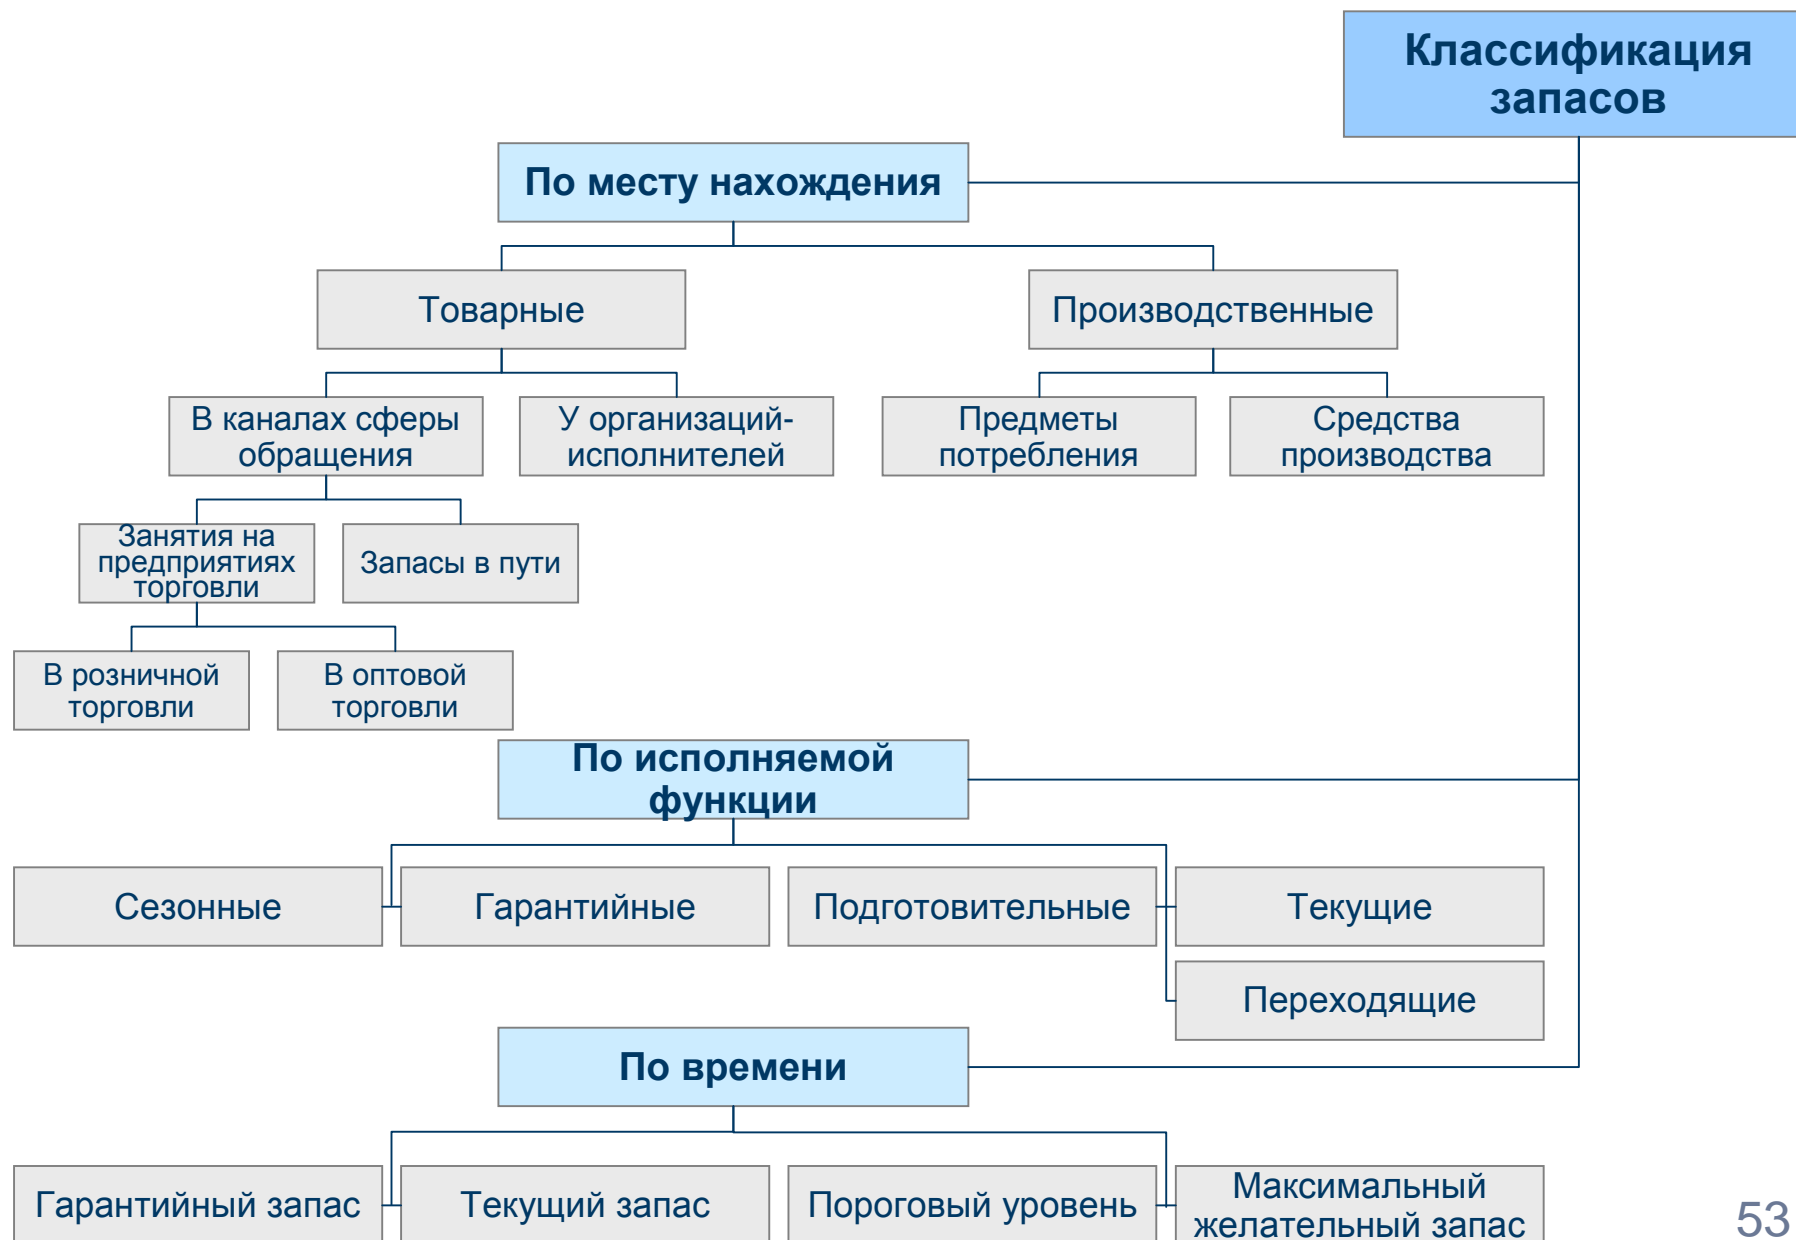 Классификация
запасов
По месту нахождения
Товарные
Производственные
В каналах сферы
обращения
У организаций-
исполнителей
Предметы
потребления
Средства
производства
Занятия на
предприятиях
торговли
Запасы в пути
В розничной
торговли
В оптовой
торговли
По исполняемой
функции
Сезонные
Гарантийные
Подготовительные
Текущие
Переходящие
По времени
Гарантийный запас
Текущий запас
Пороговый уровень
Максимальный
желательный запас
53